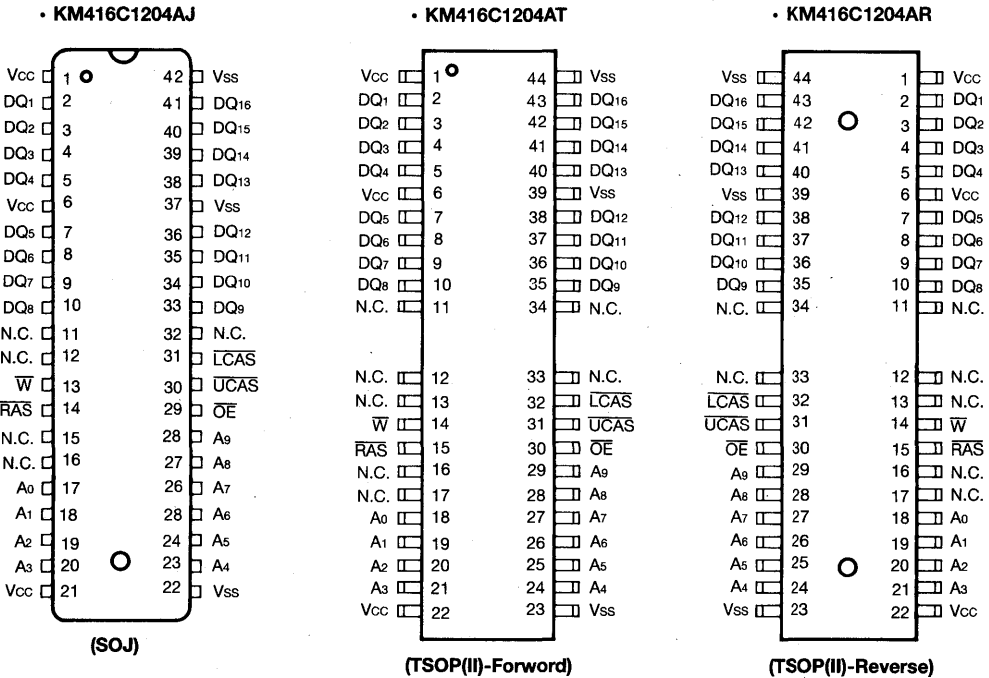 • KM416C1204AJ
Vcc 1 42 Vss
DQ1 2 41 DQ16
DQ2 3 40 DQ15
DQ3 4 39 DQ14
DQ4 5 38 DQ13
Vcc 6 37 Vss
DQ5 7 36 DQ12
DQ6 8 35 DQ11
DQ7 9 34 DQ10
DQ8 10 33 DQ9
N.C. 11 32 N.C.
N.C. 12 31 L̅C̅A̅S̅
W̅ 13 30 U̅C̅A̅S̅
R̅A̅S̅ 14 29 O̅E̅
N.C. 15 28 A9
N.C. 16 27 A8
A0 17 26 A7
A1 18 28 A6
A2 19 24 A5
A3 20 23 A4
Vcc 21 22 Vss
(SOJ)
• KM416C1204AT
Vcc 1 44 Vss
DQ1 2 43 DQ16
DQ2 3 42 DQ15
DQ3 4 41 DQ14
DQ4 5 40 DQ13
Vcc 6 39 Vss
DQ5 7 38 DQ12
DQ6 8 37 DQ11
DQ7 9 36 DQ10
DQ8 10 35 DQ9
N.C. 11 34 N.C.
N.C. 12 33 N.C.
N.C. 13 32 L̅C̅A̅S̅
W̅ 14 31 U̅C̅A̅S̅
R̅A̅S̅ 15 30 O̅E̅
N.C. 16 29 A9
N.C. 17 28 A8
A0 18 27 A7
A1 19 26 A6
A2 20 25 A5
A3 21 24 A4
Vcc 22 23 Vss
(TSOP(II)-Forword)
• KM416C1204AR
Vss 44 1 Vcc
DQ16 43 2 DQ1
DQ15 42 3 DQ2
DQ14 41 4 DQ3
DQ13 40 5 DQ4
Vss 39 6 Vcc
DQ12 38 7 DQ5
DQ11 37 8 DQ6
DQ10 36 9 DQ7
DQ9 35 10 DQ8
N.C. 34 11 N.C.
N.C. 33 12 N.C.
L̅C̅A̅S̅ 32 13 N.C.
U̅C̅A̅S̅ 31 14 W̅
O̅E̅ 30 15 R̅A̅S̅
A9 29 16 N.C.
A8 28 17 N.C.
A7 27 18 A0
A6 26 19 A1
A5 25 20 A2
A4 24 21 A3
Vss 23 22 Vcc
(TSOP(II)-Reverse)